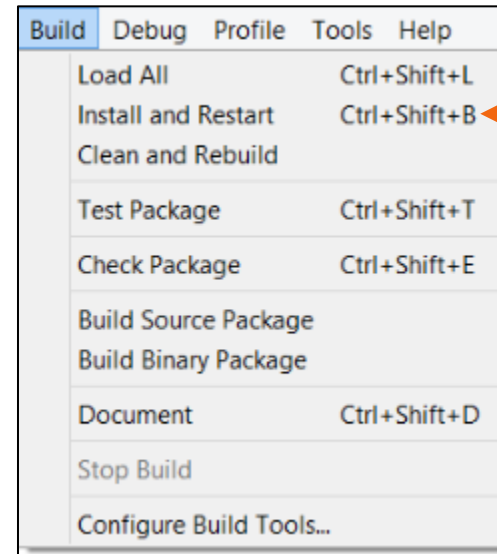 Build Debug Profile Tools Help
Load All Ctrl+Shift+L
Install and Restart Ctrl+Shift+B
Clean and Rebuild
Test Package Ctrl+Shift+T
Check Package Ctrl+Shift+E
Build Source Package
Build Binary Package
Document Ctrl+Shift+D
Stop Build
Configure Build Tools...